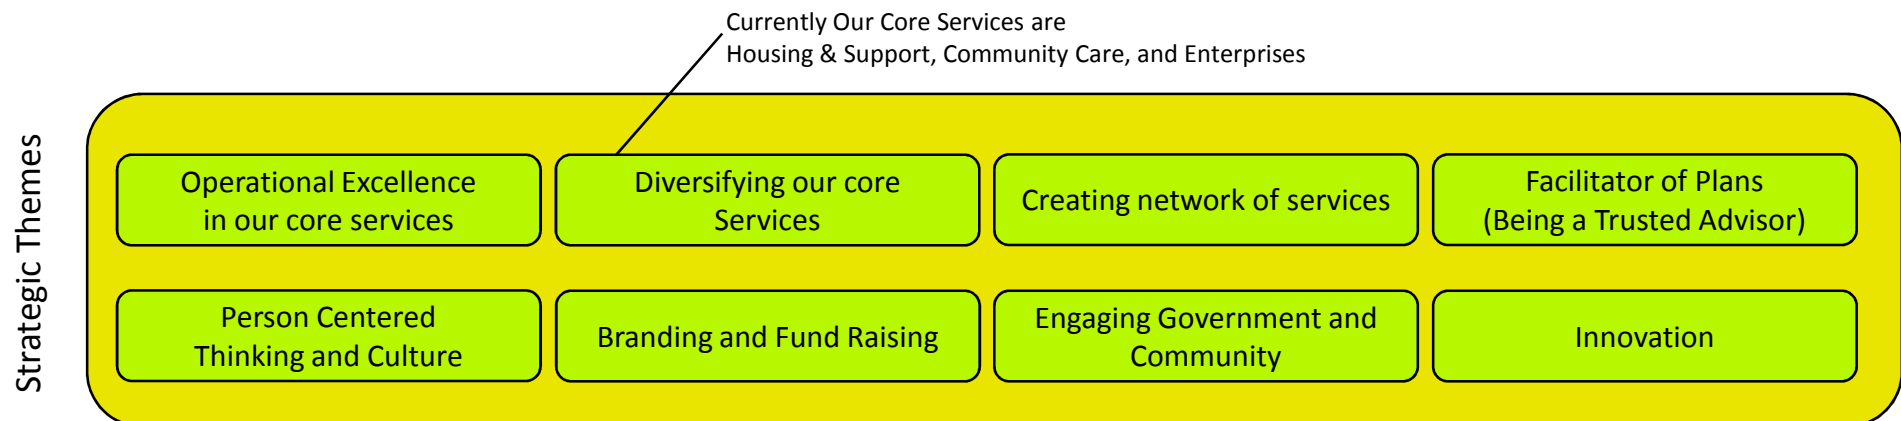 Currently Our Core Services are
Housing & Support, Community Care, and Enterprises
Strategic Themes
Operational Excellence
in our core services
Diversifying our core
Services
Creating network of services
Facilitator of Plans
(Being a Trusted Advisor)
Person Centered
Thinking and Culture
Branding and Fund Raising
Engaging Government and
Community
Innovation